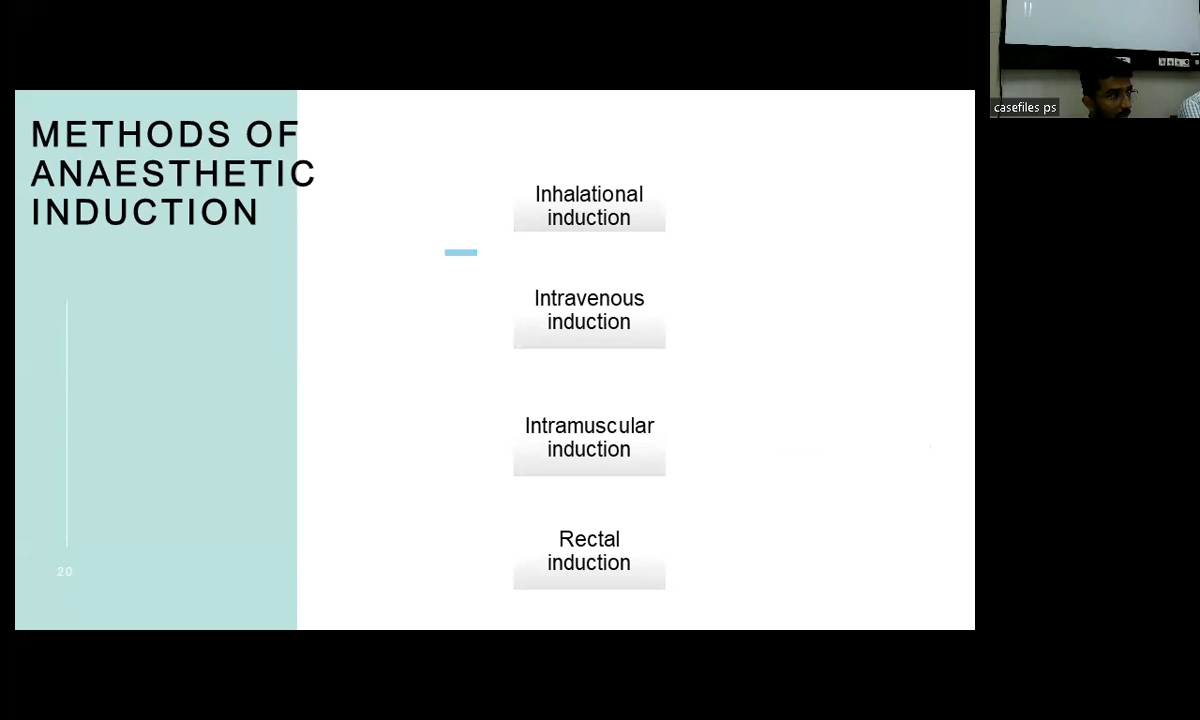 METHODS OF
ANAESTHETIC
INDUCTION
Inhalational
induction
Intravenous
induction
Intramuscular
induction
Rectal
induction
20
casefiles ps